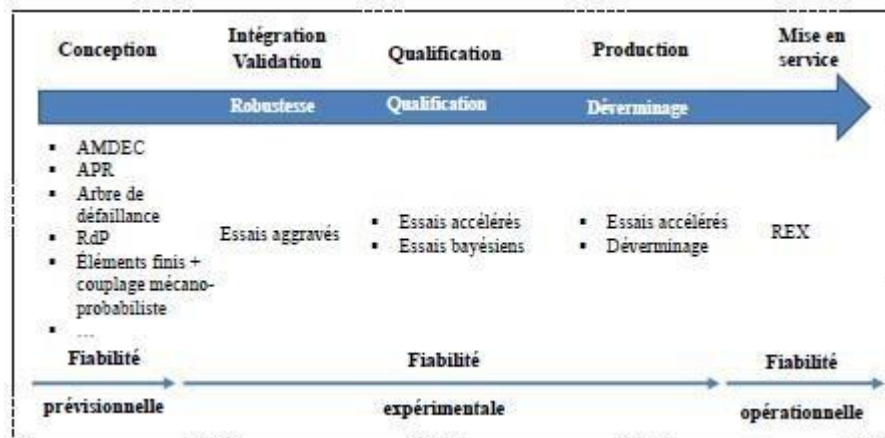 Conception
Intégration
Validation
Qualification
Production
Mise en
service
Robustesse
Qualification
Déverminage
▪ AMDEC
▪ APR
▪ Arbre de
défaillance
▪ RdP
▪ Éléments finis +
couplage mécano-
probabiliste
▪ ...
Essais aggravés
▪ Essais accélérés
▪ Essais bayésiens
▪ Essais accélérés
▪ Déverminage
REX
Fiabilité
prévisionnelle
Fiabilité
expérimentale
Fiabilité
opérationnelle